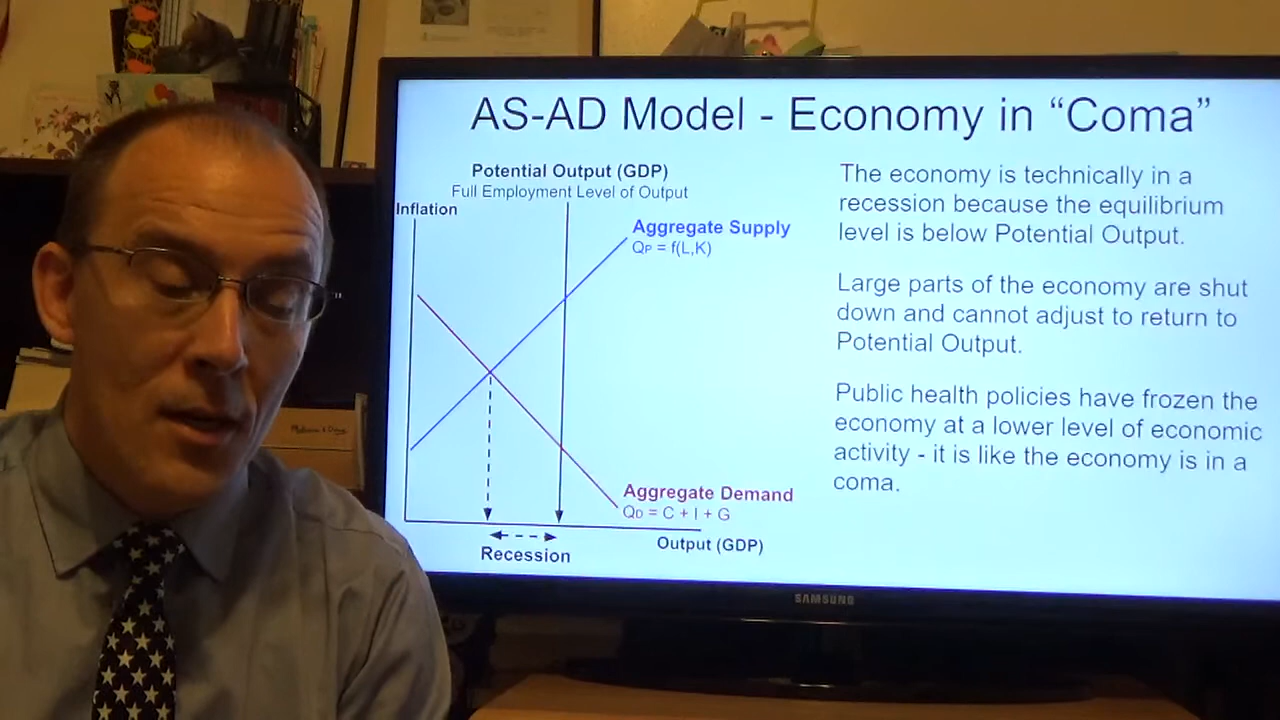 AS-AD Model - Economy in “Coma”
Potential Output (GDP)
Full Employment Level of Output
Inflation
Aggregate Supply
QP = f(L,K)
Aggregate Demand
QD = C + I + G
Output (GDP)
Recession
The economy is technically in a
recession because the equilibrium
level is below Potential Output.
Large parts of the economy are shut
down and cannot adjust to return to
Potential Output.
Public health policies have frozen the
economy at a lower level of economic
activity - it is like the economy is in a
coma.
SAMSUNG